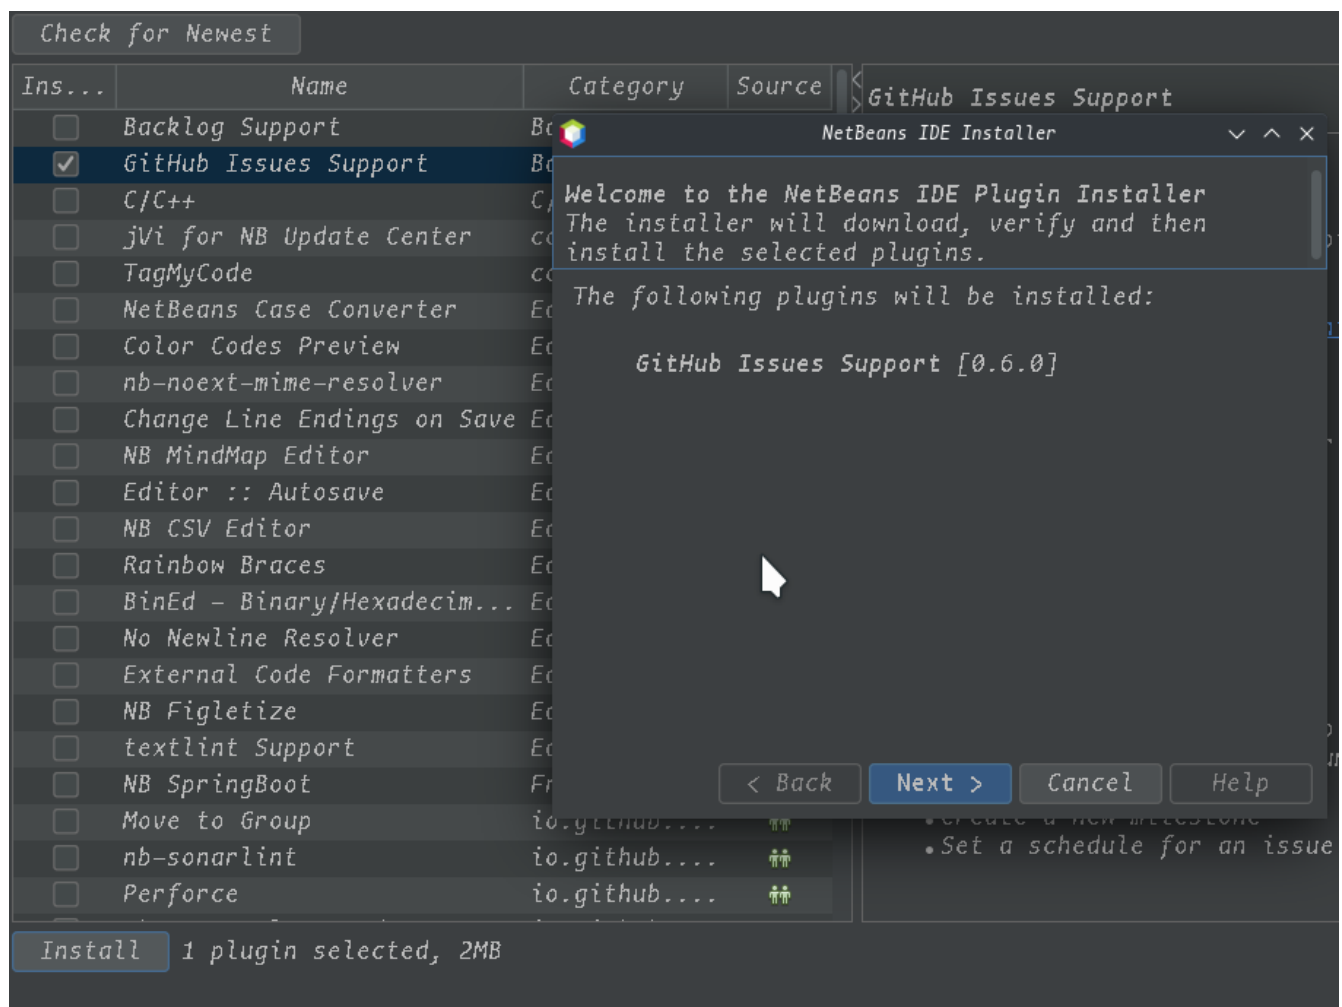 Check for Newest
Ins... Name Category Source
GitHub Issues Support
Backlog Support
GitHub Issues Support
C/C++
jVi for NB Update Center
TagMyCode
NetBeans Case Converter
Color Codes Preview
nb-noext-mime-resolver
Change Line Endings on Save
NB MindMap Editor
Editor :: Autosave
NB CSV Editor
Rainbow Braces
BinEd – Binary/Hexadecim...
No Newline Resolver
External Code Formatters
NB Figletize
textlint Support
NB SpringBoot
Move to Group io.github....
nb-sonarlint io.github....
Perforce io.github....
NetBeans IDE Installer
Welcome to the NetBeans IDE Plugin Installer
The installer will download, verify and then
install the selected plugins.
The following plugins will be installed:
GitHub Issues Support [0.6.0]
< Back Next > Cancel Help
• Create a new milestone
• Set a schedule for an issue
Install 1 plugin selected, 2MB